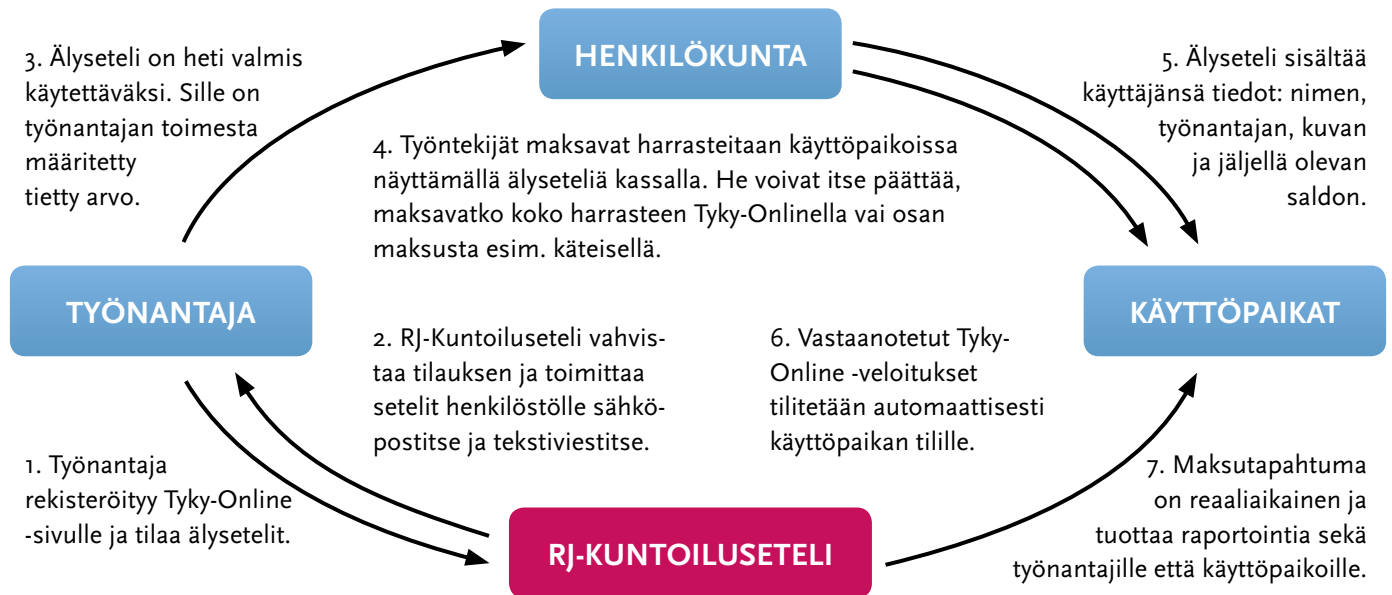 HENKILÖKUNTA
3. Älyseteli on heti valmis
käytettäväksi. Sille on
työnantajan toimesta
määritetty
tietty arvo.
4. Työntekijät maksavat harrasteitaan käyttöpaikoissa
näyttämällä älyseteliä kassalla. He voivat itse päättää,
maksavatko koko harrasteen Tyky-Onlinella vai osan
maksusta esim. käteisellä.
5. Älyseteli sisältää
käyttäjänsä tiedot: nimen,
työnantajan, kuvan
ja jäljellä olevan
saldon.
TYÖNANTAJA
KÄYTTÖPAIKAT
2. RJ-Kuntoiluseteli vahvis-
taa tilauksen ja toimittaa
setelit henkilöstölle sähkö-
postitse ja tekstiviestitse.
6. Vastaanotetut Tyky-
Online -veloitukset
tilitetään automaattisesti
käyttöpaikan tilille.
1. Työnantaja
rekisteröityy Tyky-Online
-sivulle ja tilaa älysetelit.
7. Maksutapahtuma
on reaaliaikainen ja
tuottaa raportointia sekä
työnantajille että käyttöpaikoille.
RJ-KUNTOILUSETELI